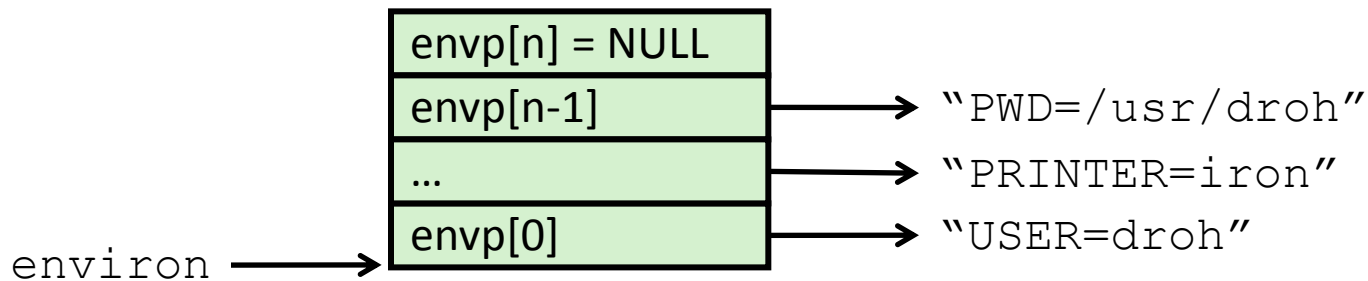 envp[n] = NULL
envp[n-1] “PWD=/usr/droh”
… “PRINTER=iron”
envp[0] “USER=droh”
environ